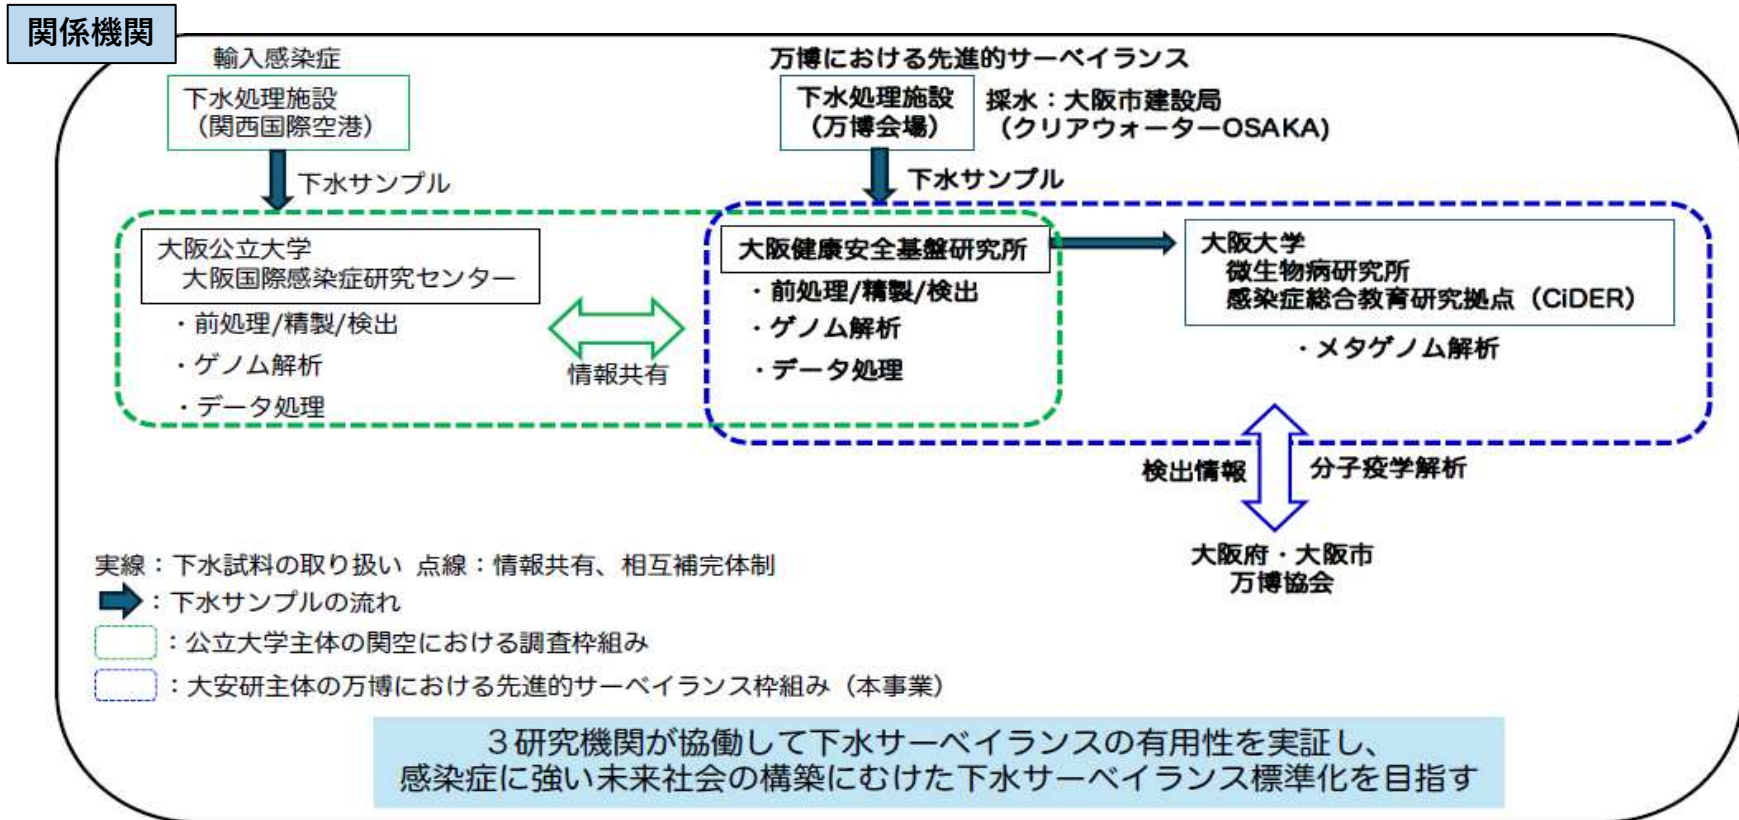 関係機関
輸入感染症
下水処理施設
（関西国際空港）
下水サンプル
万博における先進的サーベイランス
下水処理施設
（万博会場）
採水：大阪市建設局
（クリアウォーターOSAKA)
下水サンプル
大阪公立大学
大阪国際感染症研究センター
・前処理/精製/検出
・ゲノム解析
・データ処理
情報共有
大阪健康安全基盤研究所
・前処理/精製/検出
・ゲノム解析
・データ処理
大阪大学
微生物病研究所
感染症総合教育研究拠点（CiDER）
・メタゲノム解析
検出情報
分子疫学解析
大阪府・大阪市
万博協会
実線：下水試料の取り扱い 点線：情報共有、相互補完体制
：下水サンプルの流れ
：公立大学主体の関空における調査枠組み
：大安研主体の万博における先進的サーベイランス枠組み（本事業）
３研究機関が協働して下水サーベイランスの有用性を実証し、
感染症に強い未来社会の構築にむけた下水サーベイランス標準化を目指す